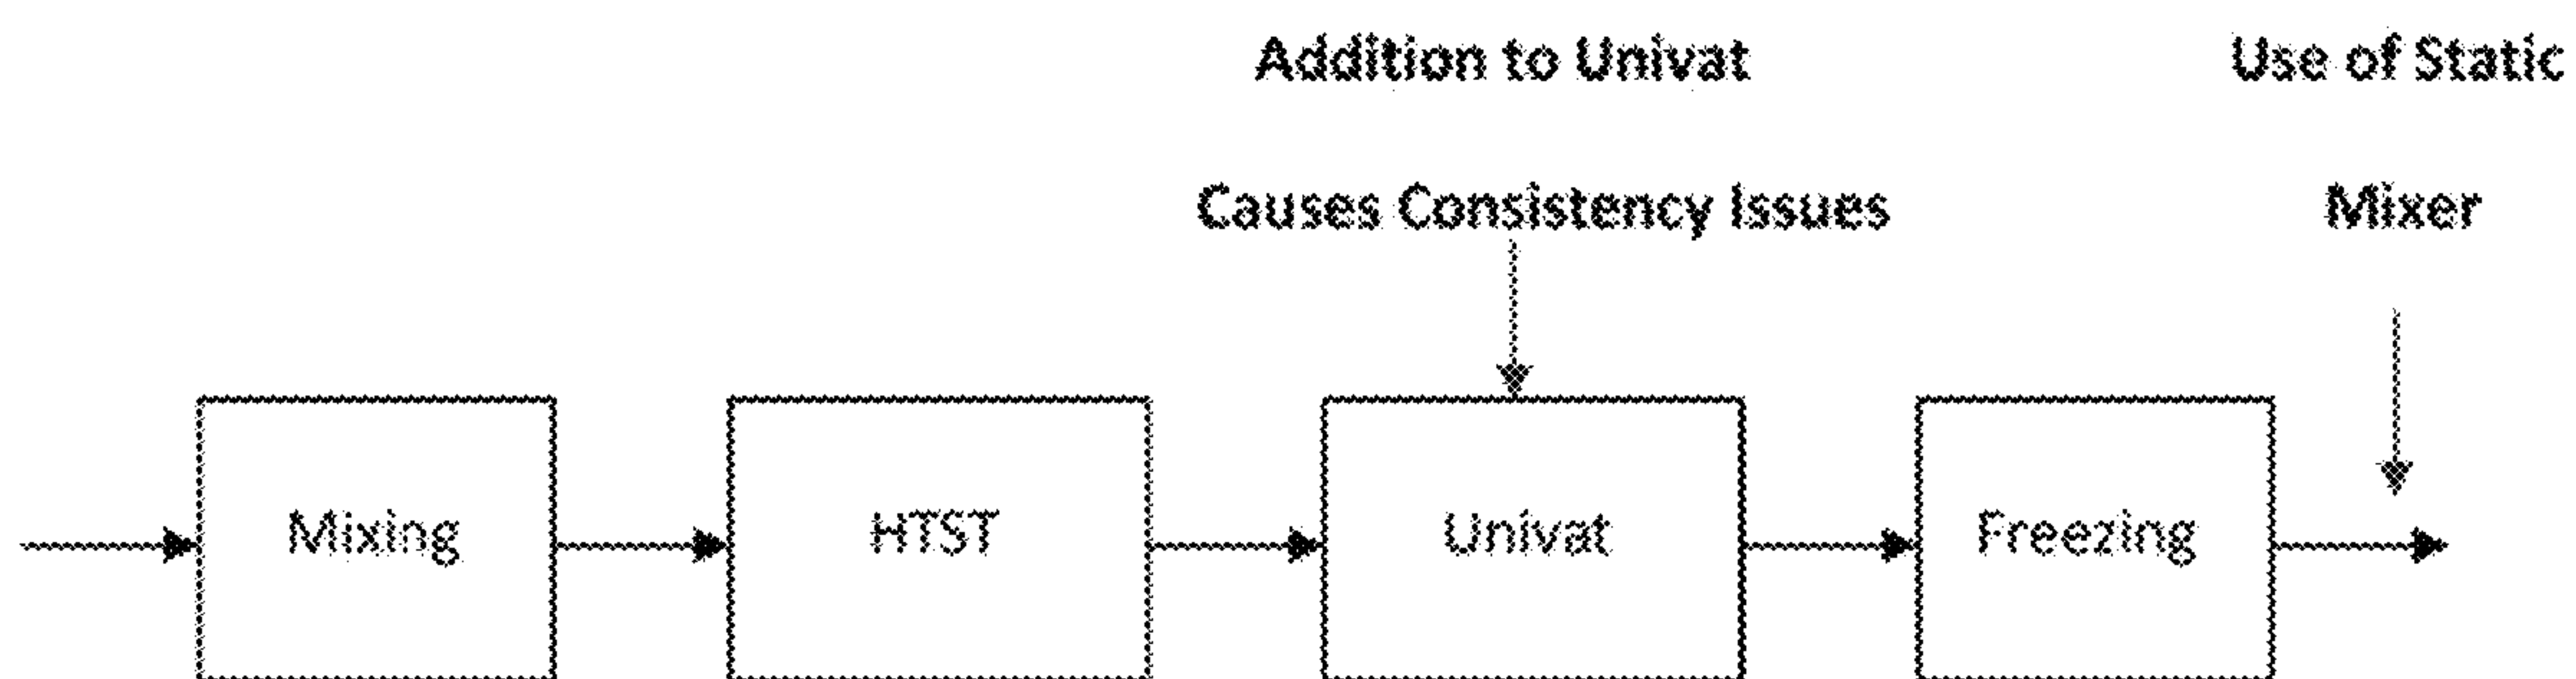 Addition to Univat
Causes Consistency Issues
Use of Static
Mixer
Mixing
HTST
Univat
Freezing